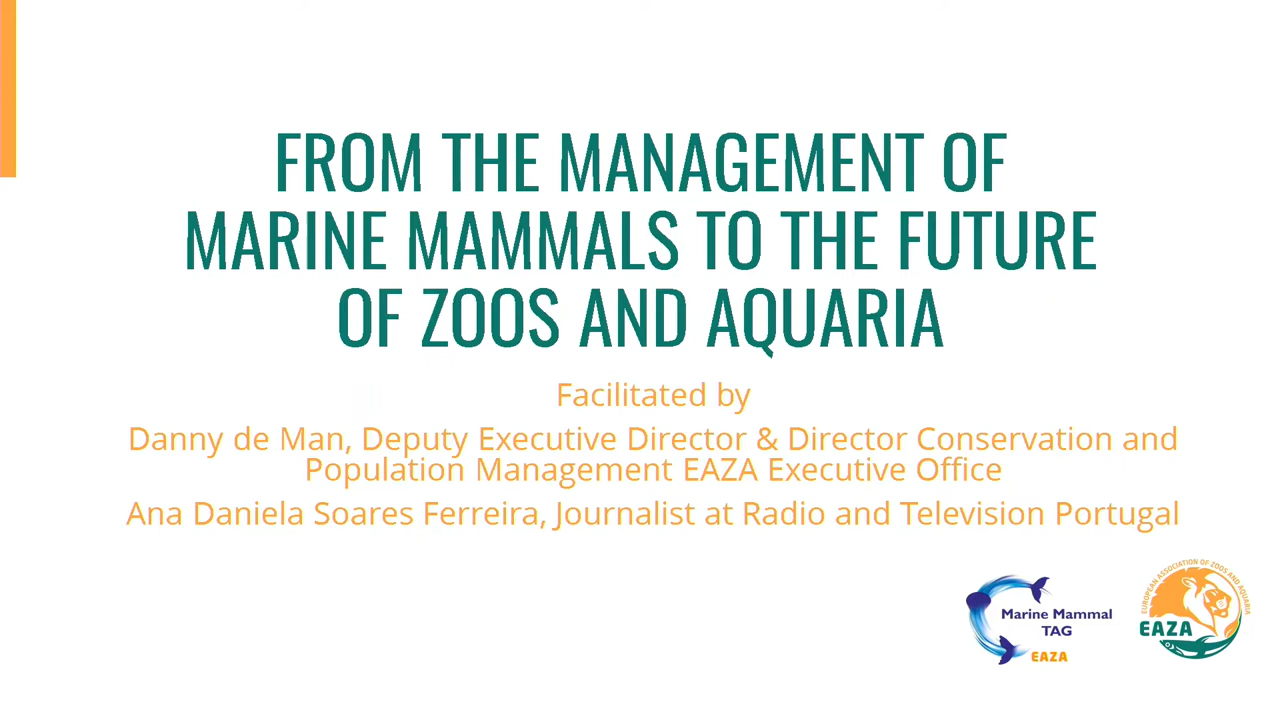 FROM THE MANAGEMENT OF
MARINE MAMMALS TO THE FUTURE
OF ZOOS AND AQUARIA
Facilitated by
Danny de Man, Deputy Executive Director & Director Conservation and
Population Management EAZA Executive Office
Ana Daniela Soares Ferreira, Journalist at Radio and Television Portugal
Marine Mammal
TAG
EAZA
EUROPEAN ASSOCIATION OF ZOOS AND AQUARIA
EAZA